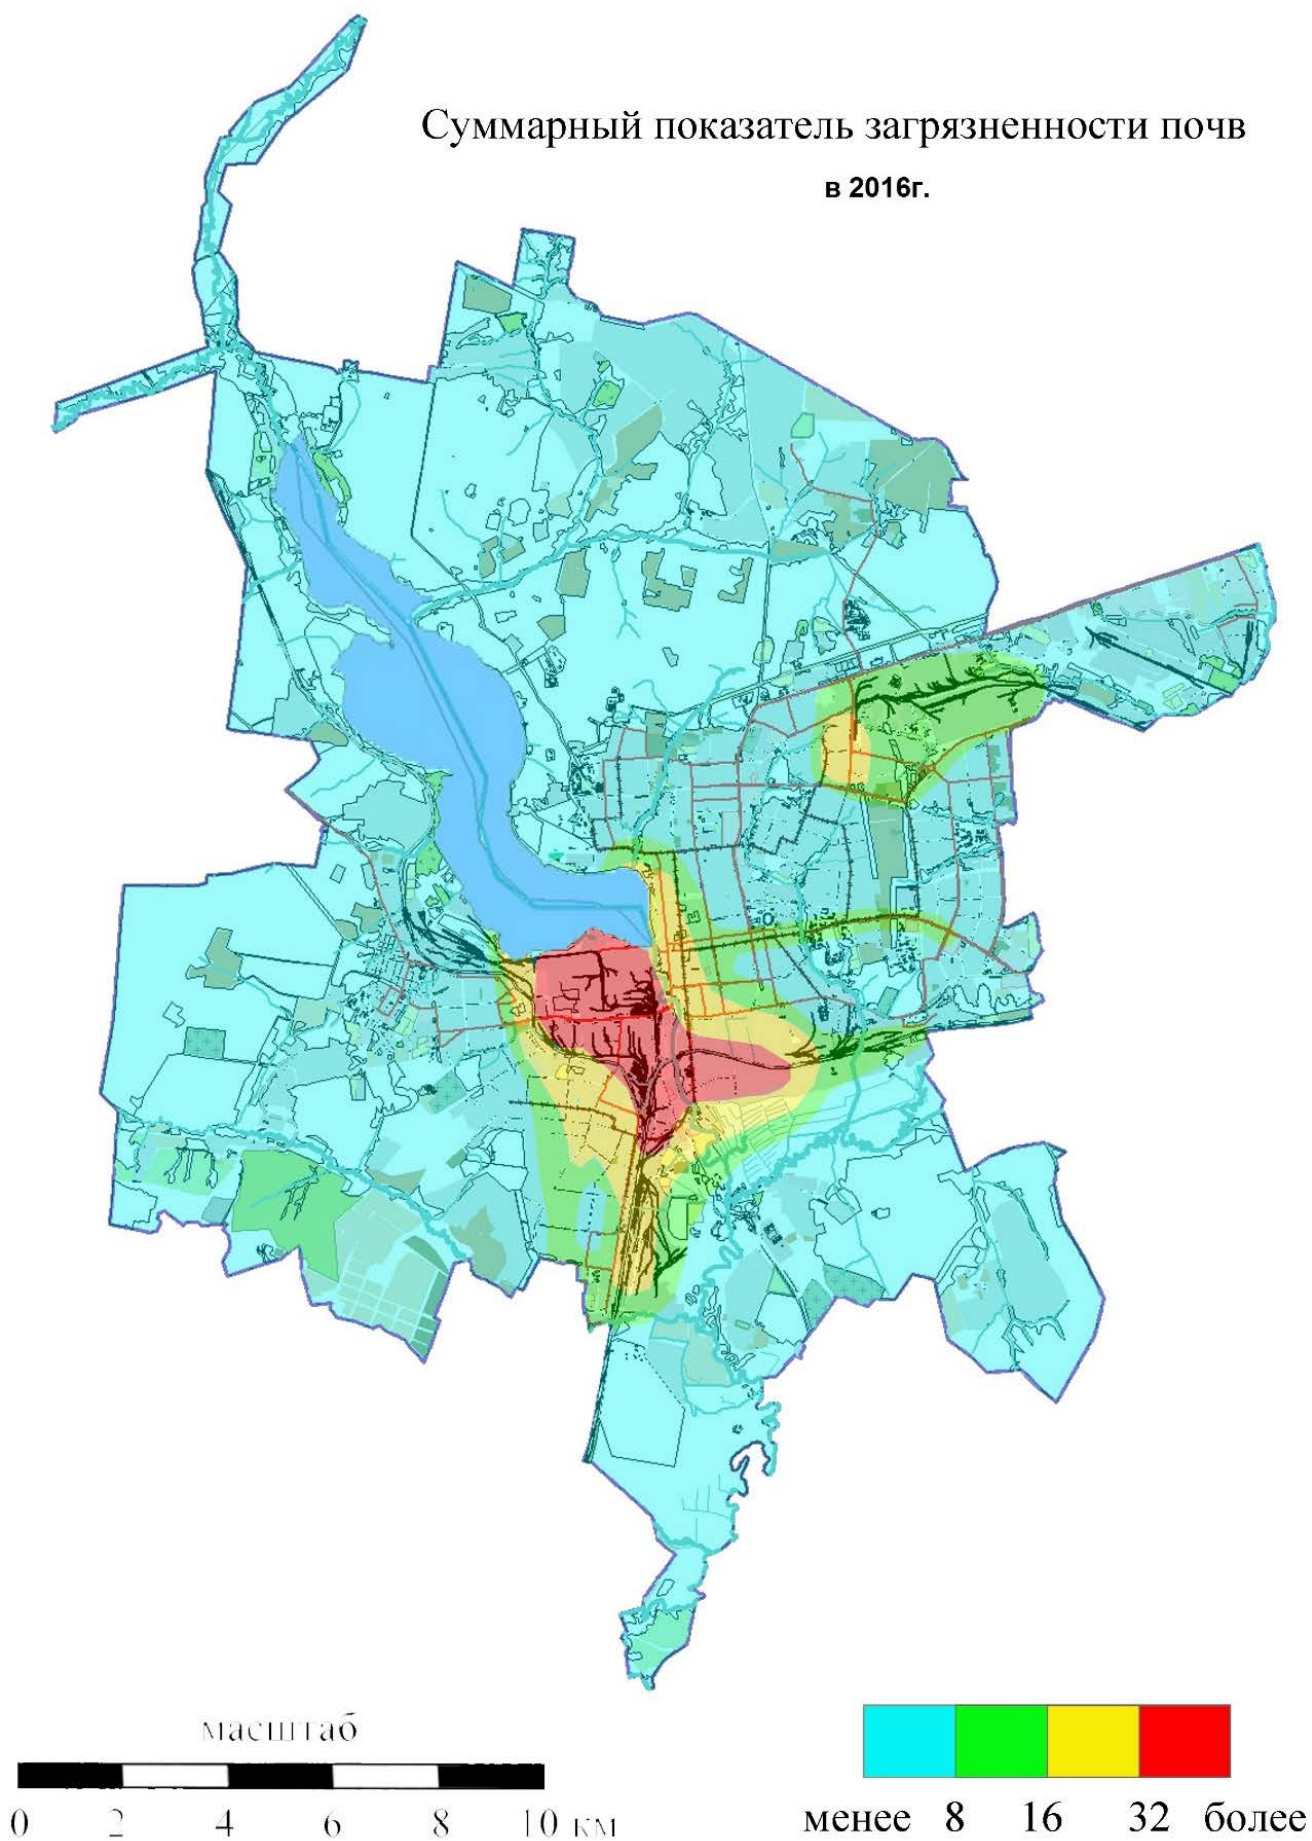 Суммарный показатель загрязненности почв
в 2016г.
масштаб
0 2 4 6 8 10 км
менее 8 16 32 более